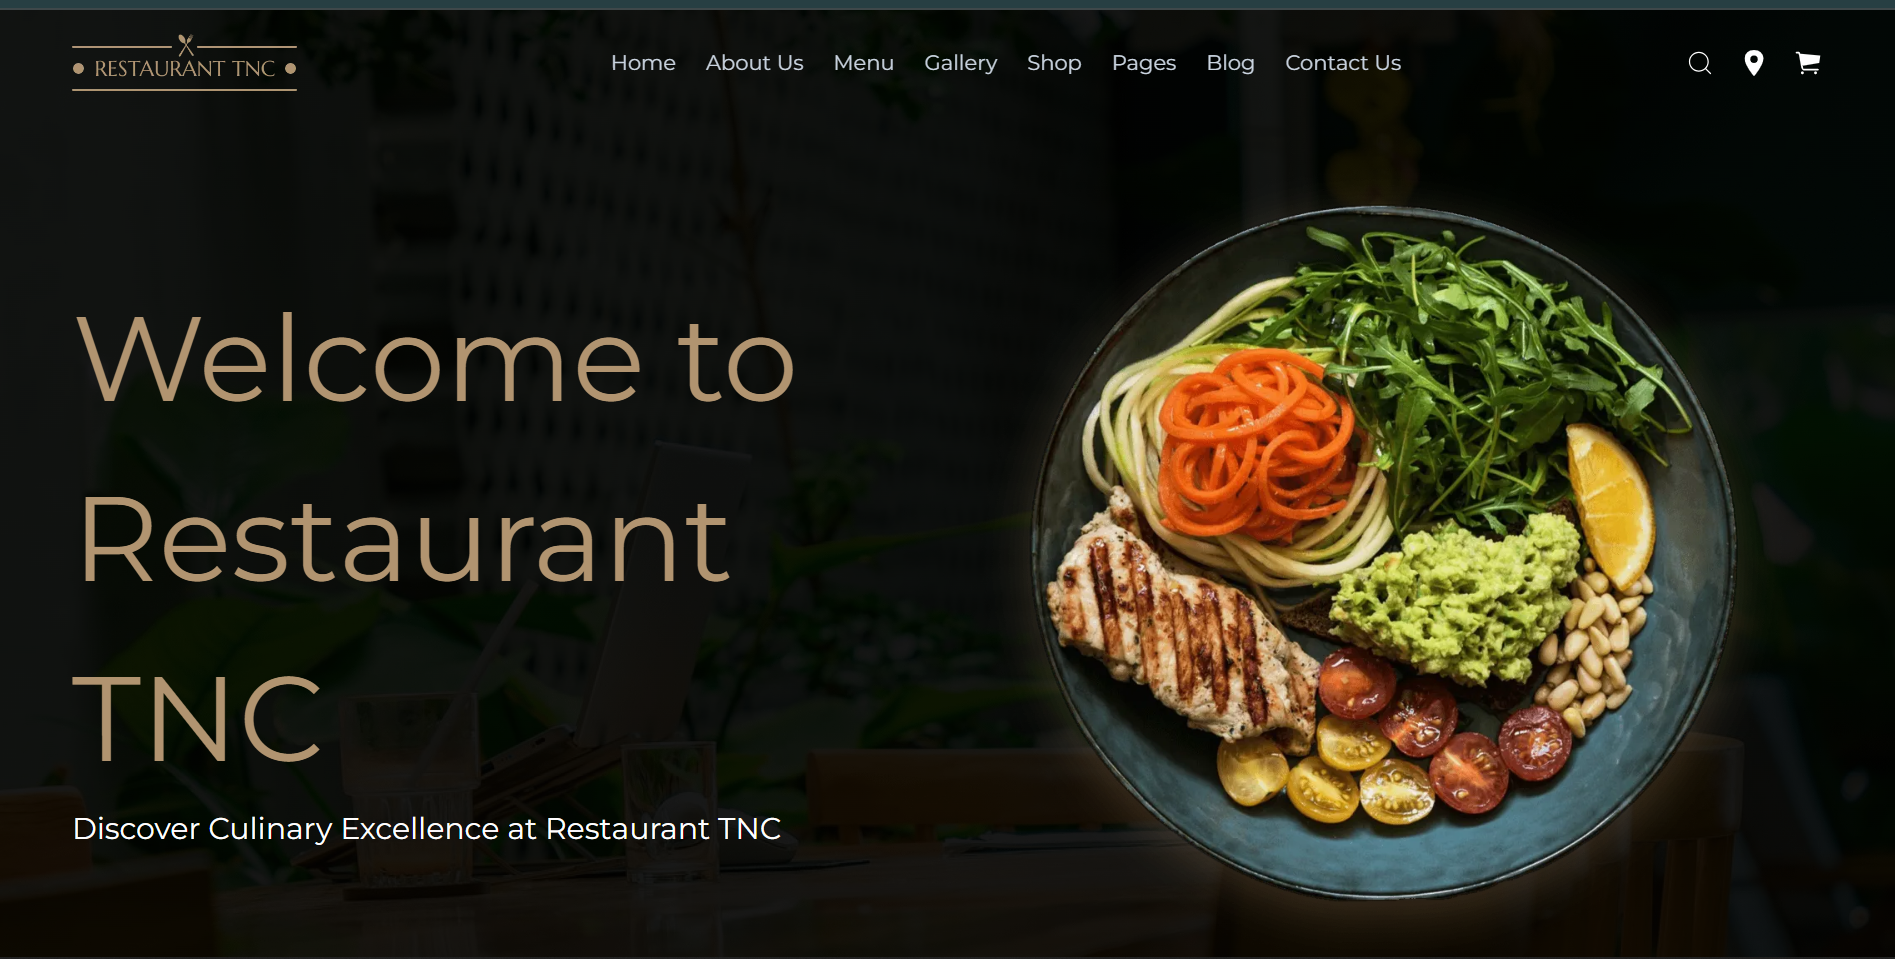 RESTAURANT TNC
Home About Us Menu Gallery Shop Pages Blog Contact Us
Welcome to
Restaurant
TNC
Discover Culinary Excellence at Restaurant TNC